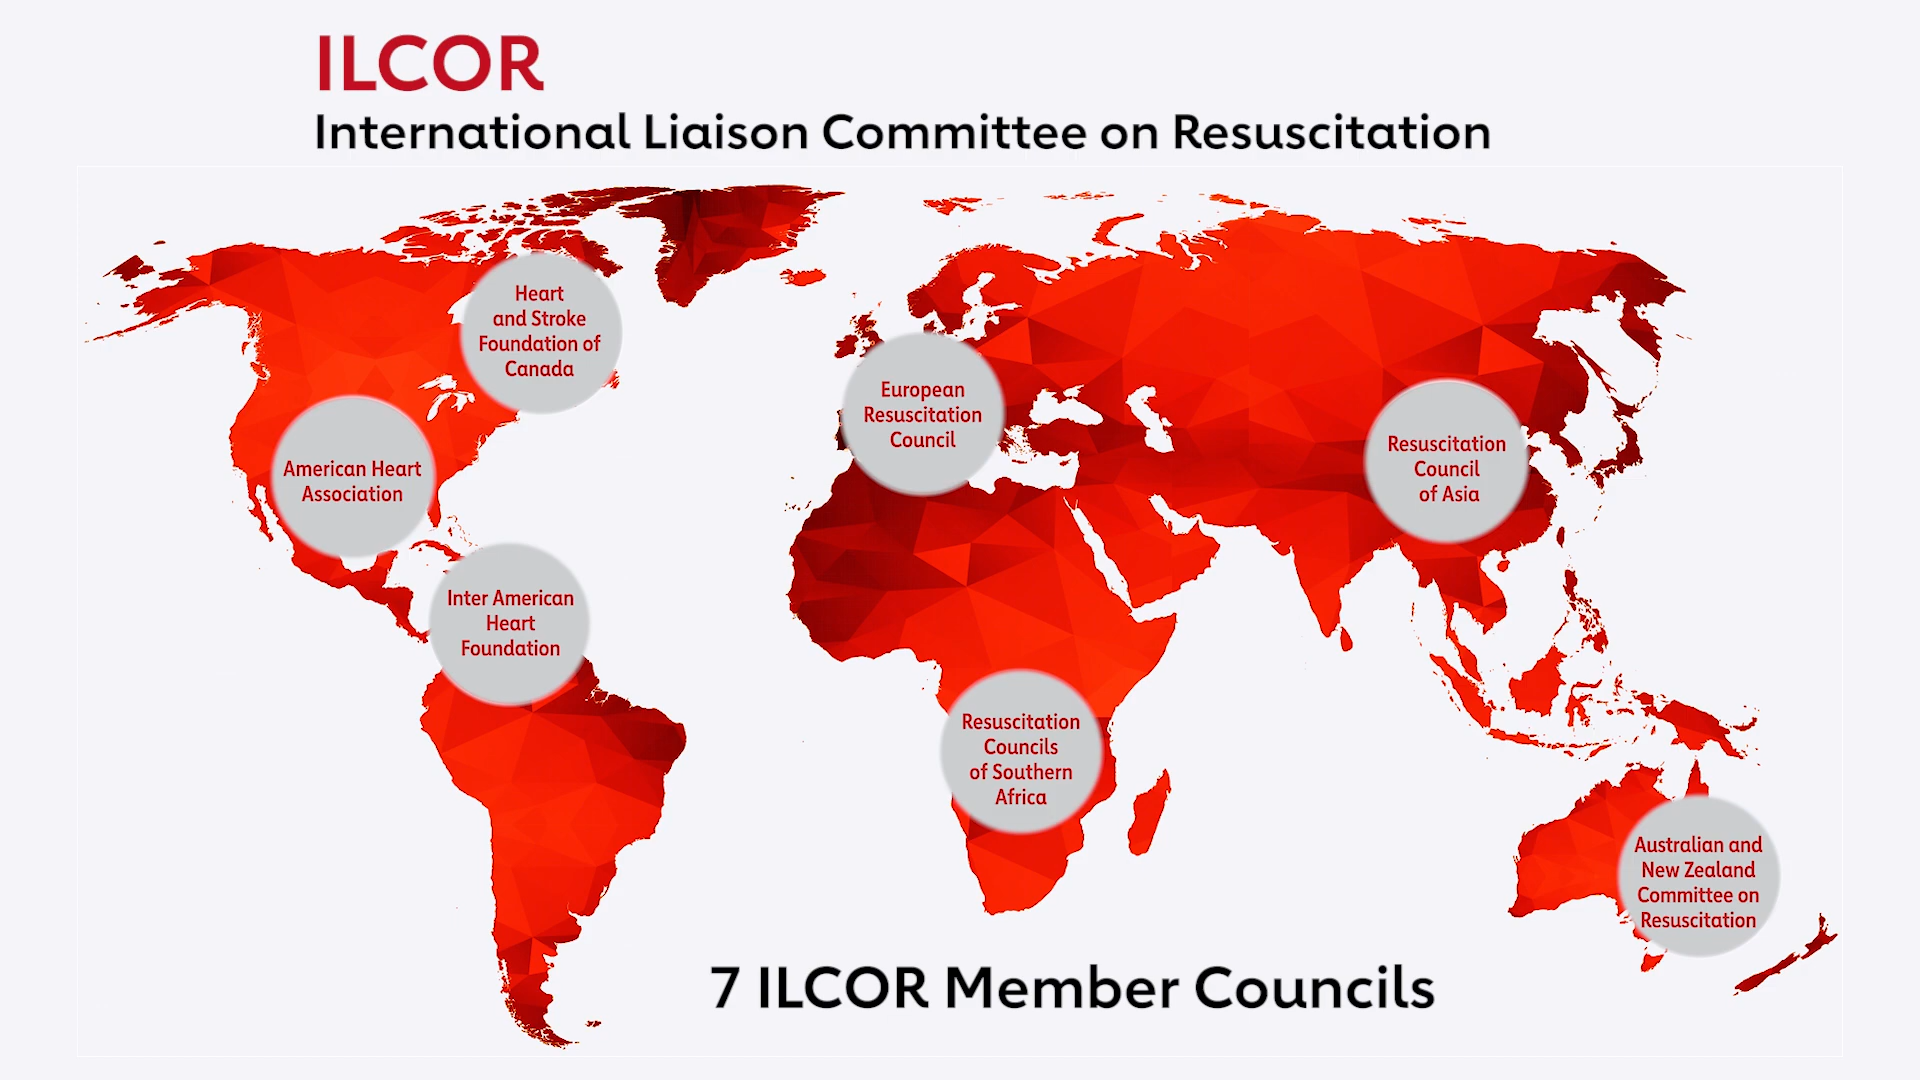 ILCOR
International Liaison Committee on Resuscitation
Heart
and Stroke
Foundation of
Canada
American Heart
Association
Inter American
Heart
Foundation
European
Resuscitation
Council
Resuscitation
Councils
of Southern
Africa
Resuscitation
Council
of Asia
Australian and
New Zealand
Committee on
Resuscitation
7 ILCOR Member Councils